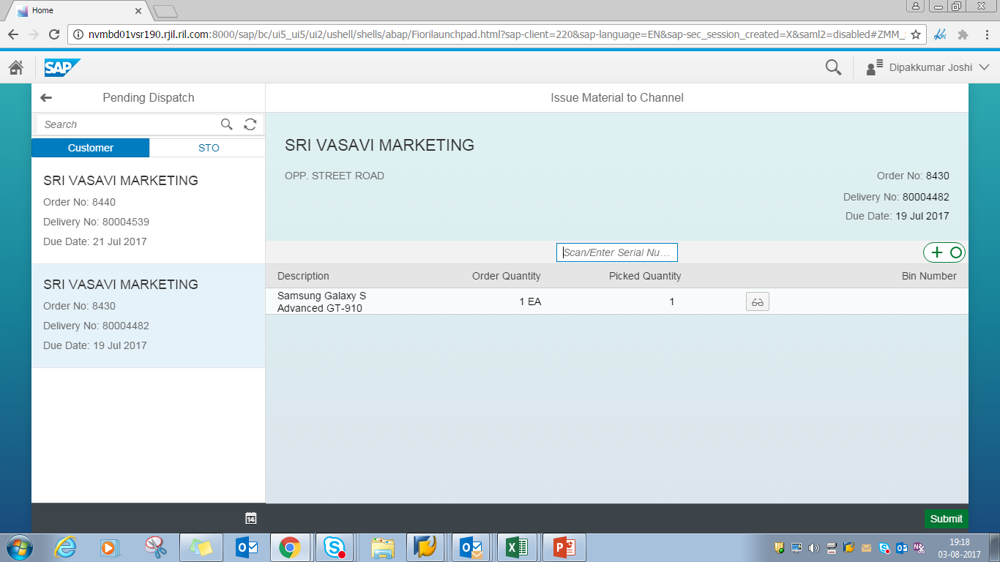 Home
nvmbd01vsr190.rjil.ril.com:8000/sap/bc/ui5_ui5/ui2/ushell/shells/abap/Fiorilaunchpad.html?sap-client=220&sap-language=EN&sap-sec_session_created=X&saml2=disabled#ZMM_
SAP
Dipakkumar Joshi
Pending Dispatch
Issue Material to Channel
Search
Customer
STO
SRI VASAVI MARKETING
Order No: 8440
Delivery No: 80004539
Due Date: 21 Jul 2017
SRI VASAVI MARKETING
Order No: 8430
Delivery No: 80004482
Due Date: 19 Jul 2017
SRI VASAVI MARKETING
OPP. STREET ROAD
Order No: 8430
Delivery No: 80004482
Due Date: 19 Jul 2017
Scan/Enter Serial Nu...
Description Order Quantity Picked Quantity Bin Number
Samsung Galaxy S
Advanced GT-910
1 EA
1
14
Submit
19:18
03-08-2017